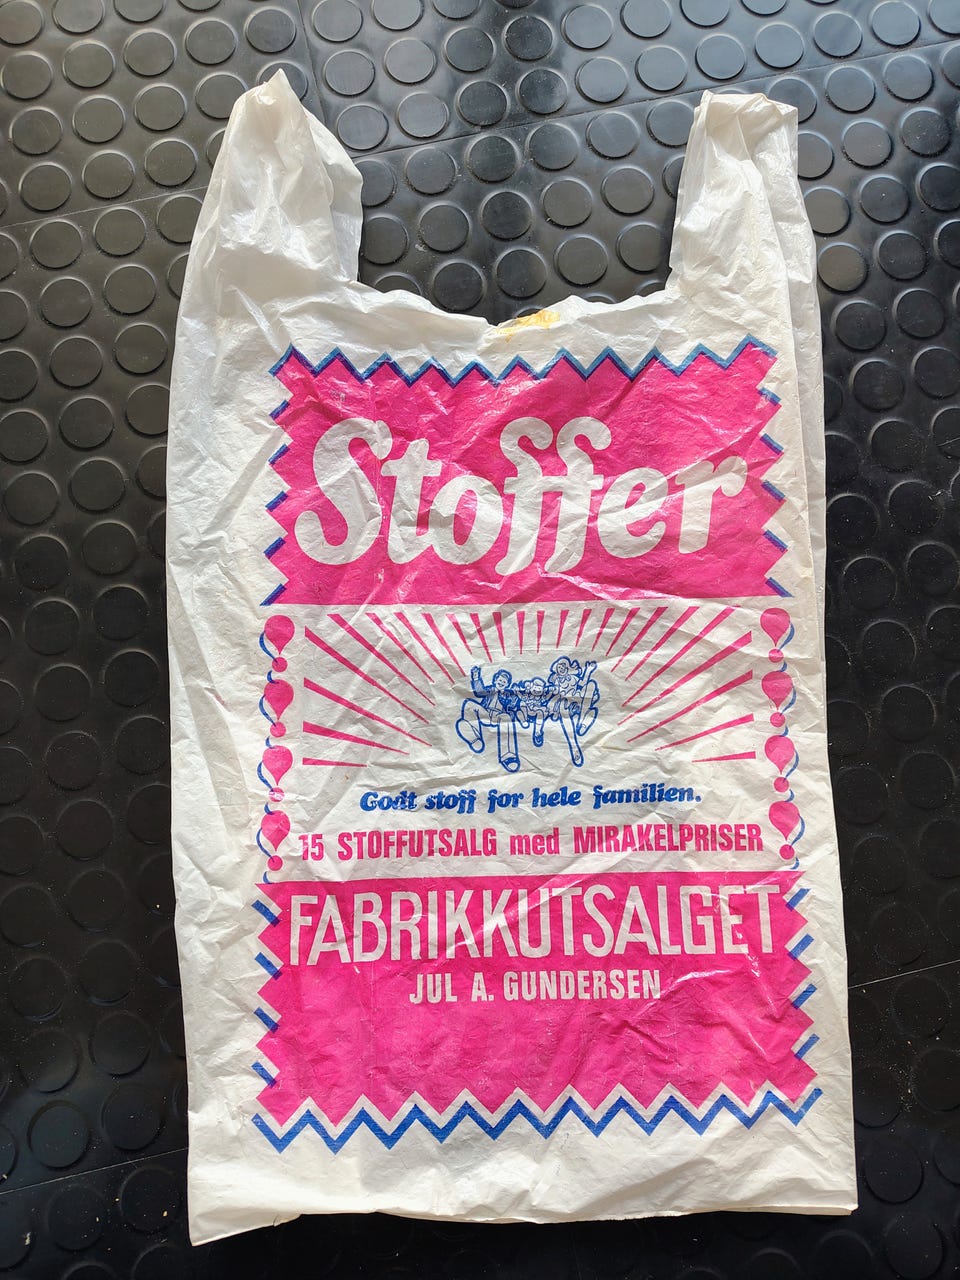 Stoffer
Godt stoff for hele familien.
15 STOFFUTSALG med MIRAKELPRISER
FABRIKKUTSALGET
JUL A. GUNDERSEN